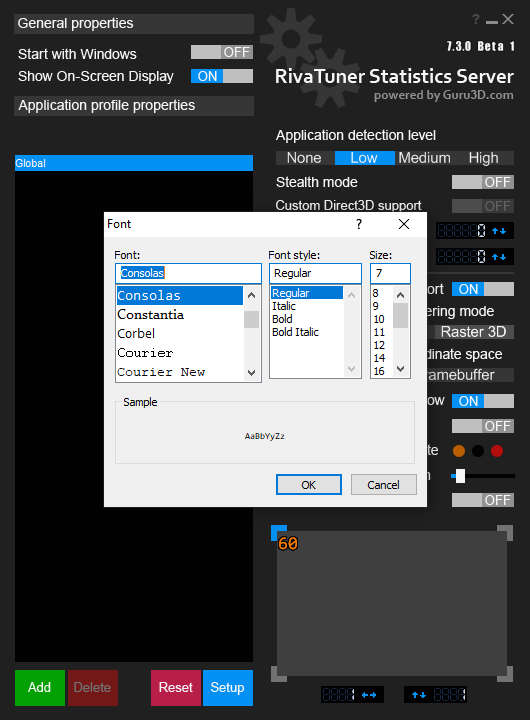 General properties
? 
Start with Windows OFF
7.3.0 Beta 1
Show On-Screen Display ON
RivaTuner Statistics Server
powered by Guru3D.com
Application profile properties
Application detection level
None Low Medium High
Global
Stealth mode OFF
Custom Direct3D support OFF
0
0
ort ON
ering mode
Raster 3D
dinate space
amebuffer
ow ON
OFF
te
n
OFF
Font ?
Font: Font style: Size:
Consolas Regular 7
Consolas Regular 8
Constantia Italic 9
Corbel Bold 10
Courier Bold Italic 11
Courier New 12
14
16
Sample
AaBbYyZz
OK Cancel
60
Add Delete Reset Setup
1 1